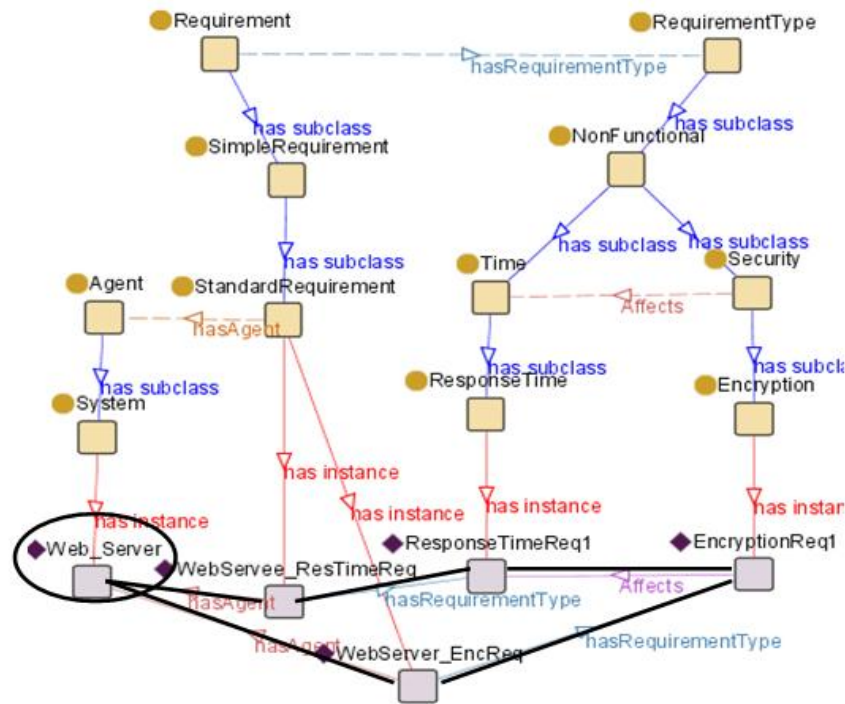 Requirement
RequirementType
hasRequirementType
has subclass
has subclass
NonFunctional
SimpleRequirement
has subclass
has subclass
has subclass
Time
Security
Agent
StandardRequirement
Affects
hasAgent
has subclass
has subclass
has subcla
ResponseTime
Encryption
System
has instance
has instance
has instance
has instance
has instan
Web_Server
WebServee_ResTimeReq
ResponseTimeReq1
EncryptionReq1
hasAgent
hasRequirementType
Affects
hasAgent
WebServer_EncReq
hasRequirementType